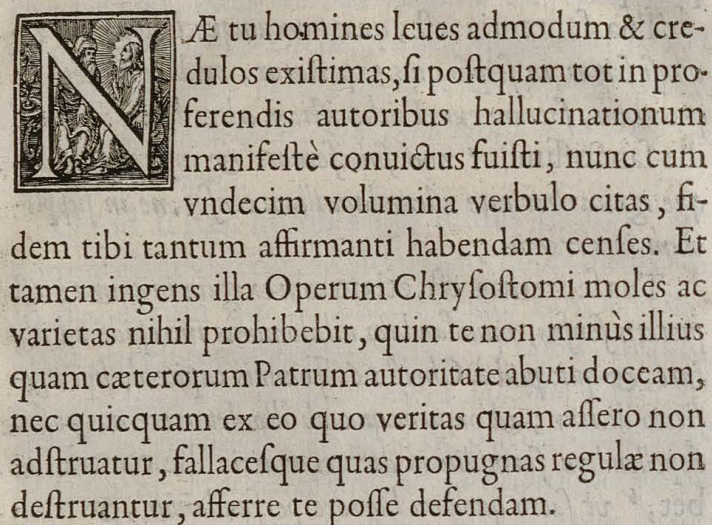 NÆ tu homines leues admodum & cre-
dulos exiſtimas, ſi poſtquam tot in pro-
ferendis autoribus hallucinationum
manifeſtè conuictus fuiſti, nunc cum
vndecim volumina verbulo citas, fi-
dem tibi tantum affirmanti habendam cenſes. Et
tamen ingens illa Operum Chryſoſtomi moles ac
varietas nihil prohibebit, quin te non minùs illius
quam cæterorum Patrum autoritate abuti doceam,
nec quicquam ex eo quo veritas quam aſſero non
adſtruatur, fallaceſque quas propugnas regulæ non
deſtruantur, afferre te poſſe defendam.